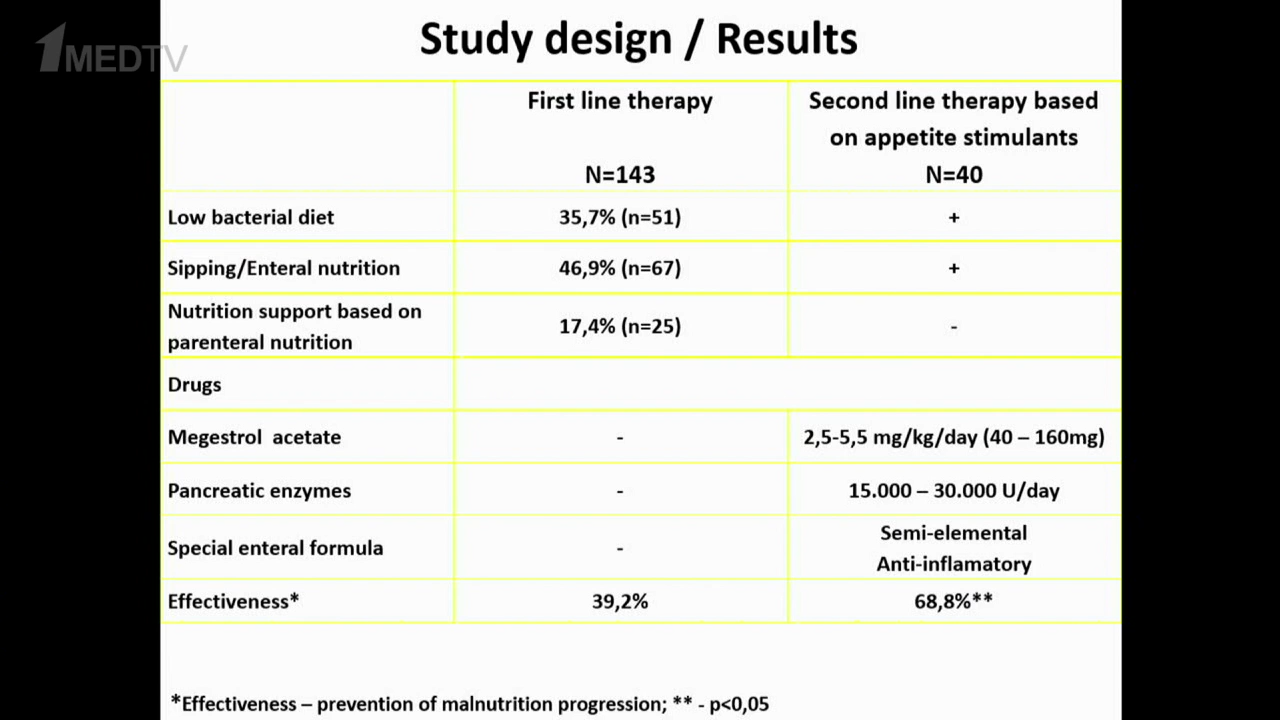 1MEDTV
Study design / Results
First line therapy
N=143
Second line therapy based
on appetite stimulants
N=40
Low bacterial diet
35,7% (n=51)
+
Sipping/Enteral nutrition
46,9% (n=67)
+
Nutrition support based on
parenteral nutrition
17,4% (n=25)
-
Drugs
Megestrol acetate
-
2,5-5,5 mg/kg/day (40 – 160mg)
Pancreatic enzymes
-
15.000 – 30.000 U/day
Special enteral formula
-
Semi-elemental
Anti-inflamatory
Effectiveness*
39,2%
68,8%**
*Effectiveness – prevention of malnutrition progression; ** - p<0,05